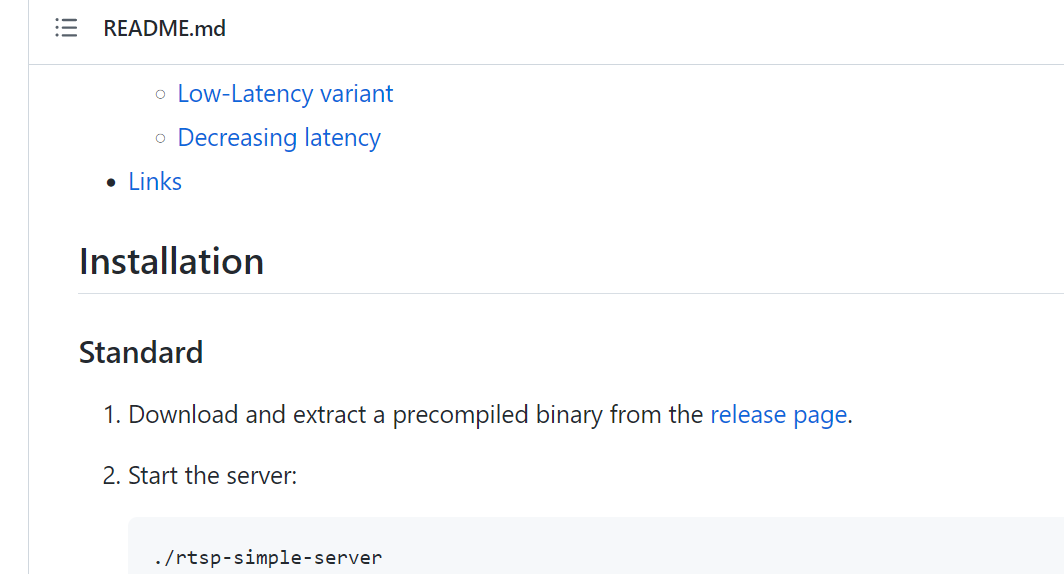 README.md
Low-Latency variant
Decreasing latency
Links
Installation
Standard
1. Download and extract a precompiled binary from the release page.
2. Start the server:
./rtsp-simple-server